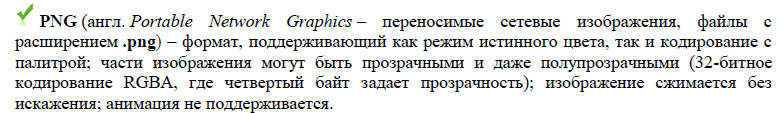 PNG (англ. Portable Network Graphics – переносимые сетевые изображения, файлы с
расширением .png) – формат, поддерживающий как режим истинного цвета, так и кодирование с
палитрой; части изображения могут быть прозрачными и даже полупрозрачными (32-битное
кодирование RGBA, где четвертый байт задает прозрачность); изображение сжимается без
искажения; анимация не поддерживается.